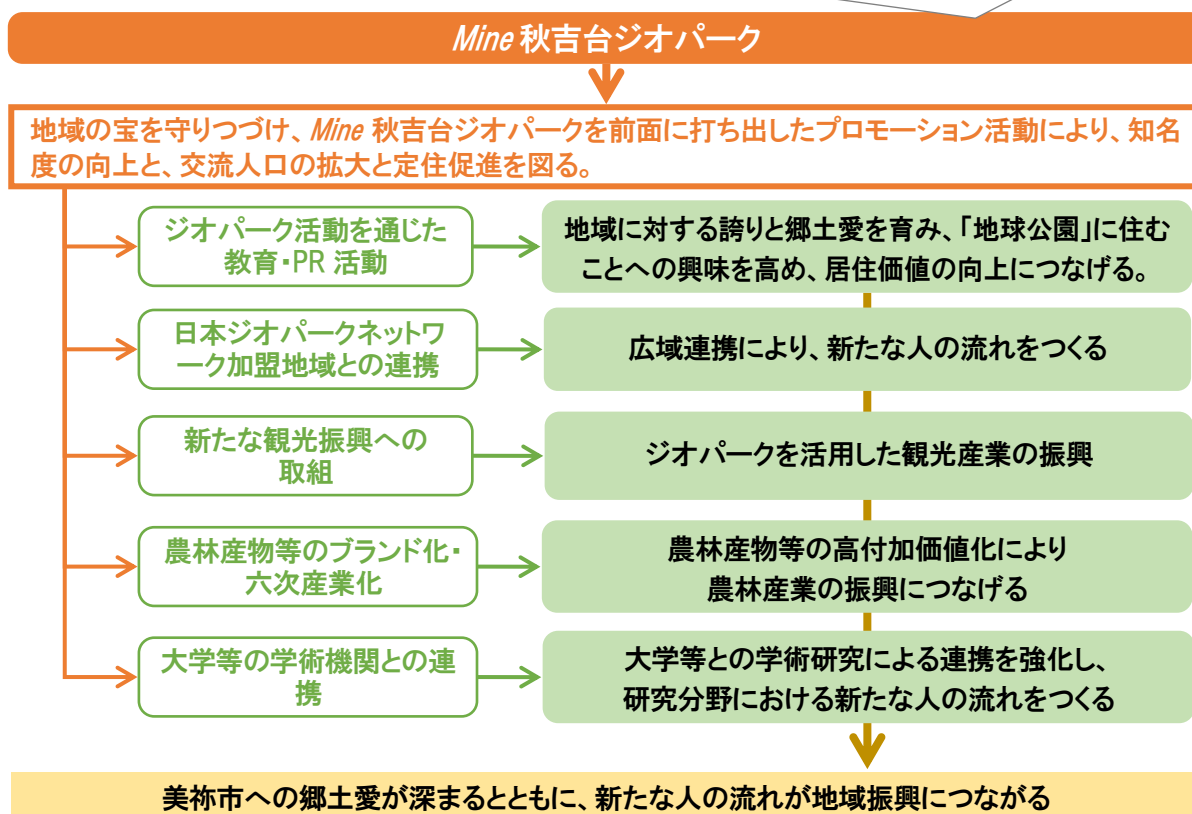 Mine 秋吉台ジオパーク
地域の宝を守りつづけ、Mine 秋吉台ジオパークを前面に打ち出したプロモーション活動により、知名
度の向上と、交流人口の拡大と定住促進を図る。
ジオパーク活動を通じた
教育・PR 活動
地域に対する誇りと郷土愛を育み、「地球公園」に住む
ことへの興味を高め、居住価値の向上につなげる。
日本ジオパークネットワ
ーク加盟地域との連携
広域連携により、新たな人の流れをつくる
新たな観光振興への
取組
ジオパークを活用した観光産業の振興
農林産物等のブランド化・
六次産業化
農林産物等の高付加価値化により
農林産業の振興につなげる
大学等の学術機関との連
携
大学等との学術研究による連携を強化し、
研究分野における新たな人の流れをつくる
美祢市への郷土愛が深まるとともに、新たな人の流れが地域振興につながる